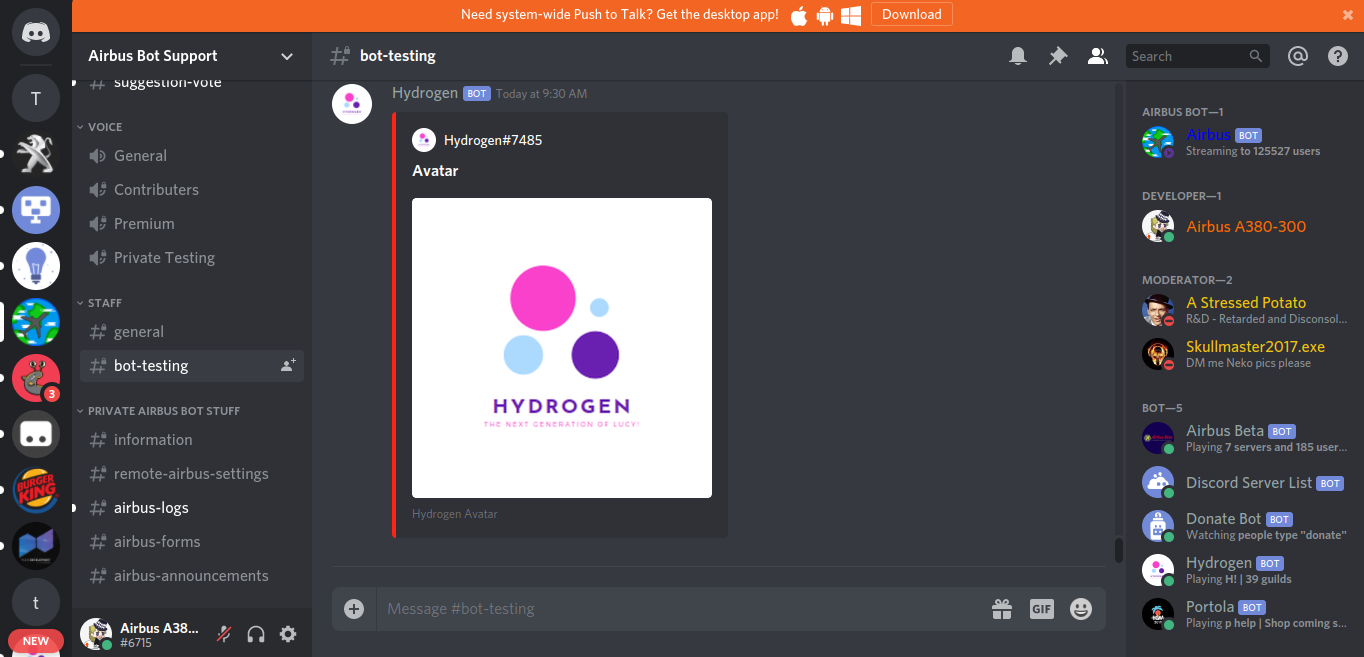 Need system-wide Push to Talk? Get the desktop app!
Download
T
BURGER KING
3
t
NEW
Airbus Bot Support
suggestion-vote
VOICE
General
Contributers
Premium
Private Testing
STAFF
general
bot-testing
PRIVATE AIRBUS BOT STUFF
information
remote-airbus-settings
airbus-logs
airbus-forms
airbus-announcements
Airbus A38...
#6715
bot-testing
Search
Hydrogen BOT Today at 9:30 AM
Hydrogen#7485
Avatar
HYDROGEN
THE NEXT GENERATION OF LUCY!
Hydrogen Avatar
Message #bot-testing
GIF
AIRBUS BOT—1
Airbus BOT
Streaming to 125527 users
DEVELOPER—1
Airbus A380-300
MODERATOR—2
A Stressed Potato
R&D - Retarded and Disconsol...
Skullmaster2017.exe
DM me Neko pics please
BOT—5
Airbus Beta BOT
Playing 7 servers and 185 user...
Discord Server List BOT
Donate Bot BOT
Watching people type "donate"
Hydrogen BOT
Playing H! | 39 guilds
Portola BOT
Playing p help | Shop coming s...